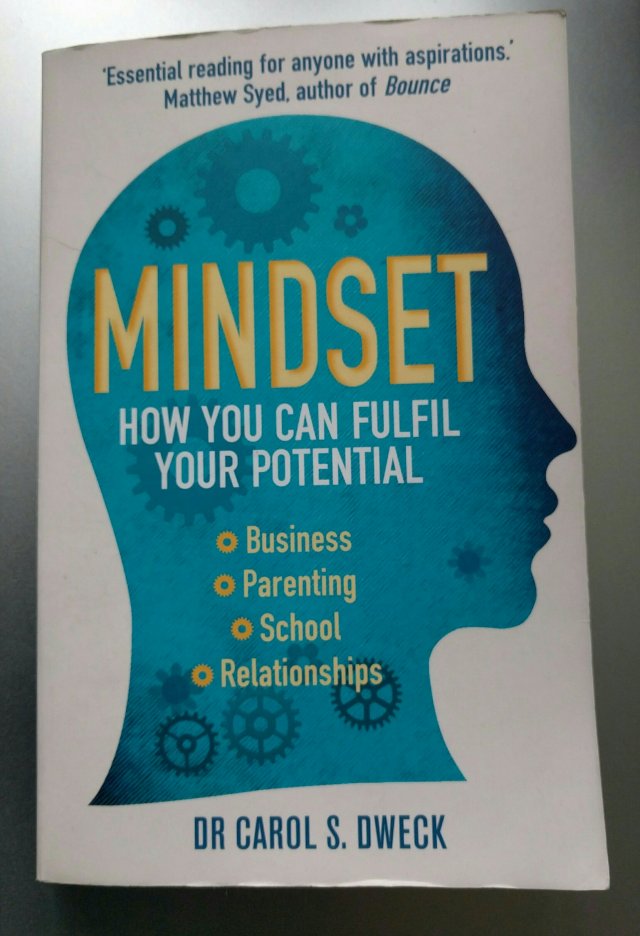 'Essential reading for anyone with aspirations.'
Matthew Syed, author of Bounce
MINDSET
HOW YOU CAN FULFIL
YOUR POTENTIAL
Business
Parenting
School
Relationships
DR CAROL S. DWECK